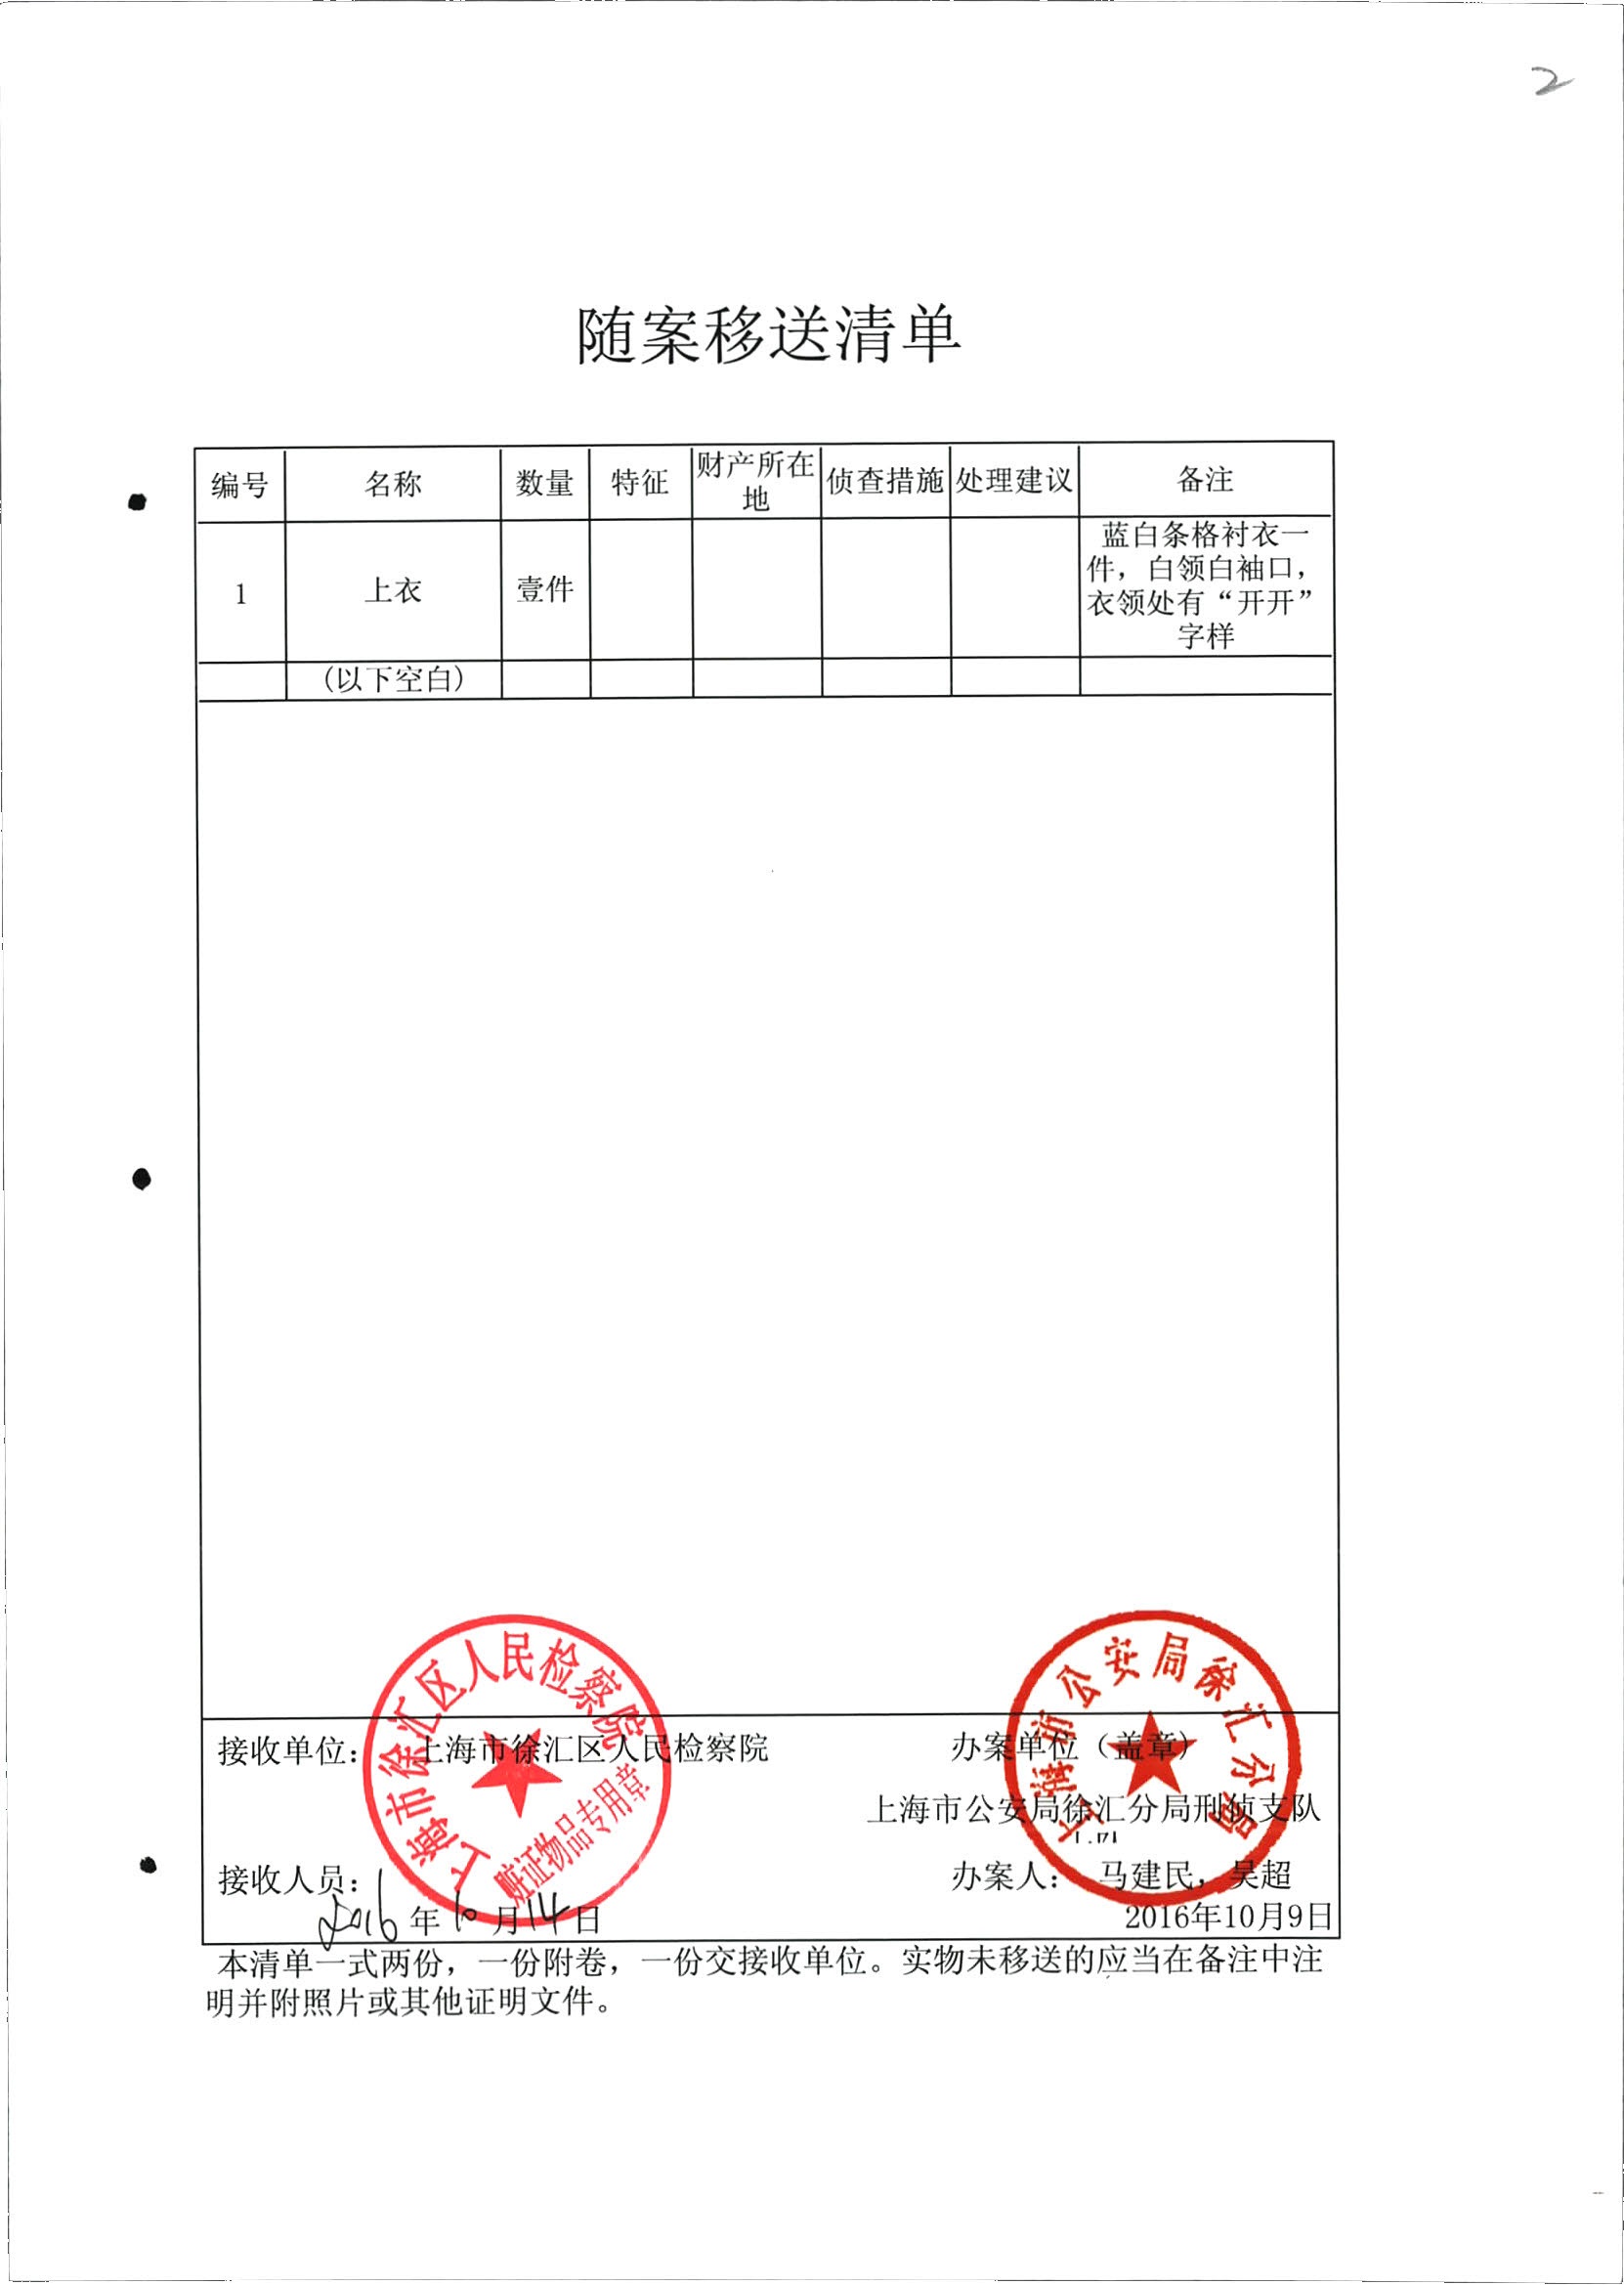 2
随案移送清单
编号 名称 数量 特征 财产所在地 侦查措施 处理建议 备注
1 上衣 壹件 蓝白条格衬衣一
件，白领白袖口，
衣领处有“开开”
字样
(以下空白)
接收单位： 上海市徐汇区人民检察院 办案单位（盖章）
上海市公安局徐汇分局刑侦支队
接收人员： 办案人： 马建民，吴超
2016年10月14日 2016年10月9日
上海市徐汇区人民检察院
赃证物品专用章
上海市公安局徐汇分局
本清单一式两份，一份附卷，一份交接收单位。实物未移送的应当在备注中注
明并附照片或其他证明文件。